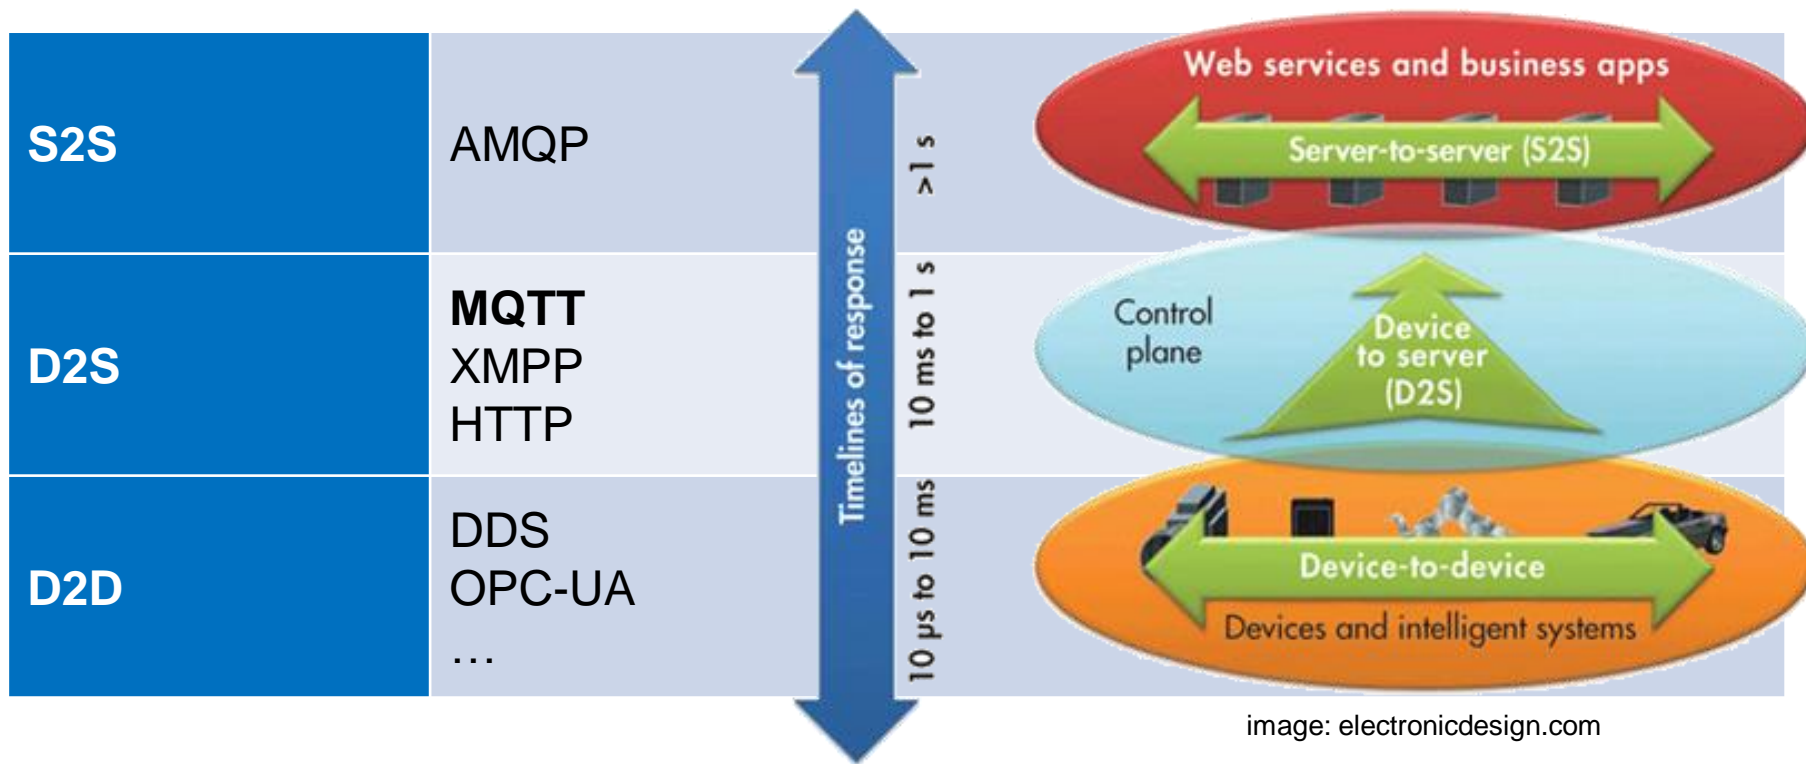 S2S
AMQP
>1 s
Web services and business apps
Server-to-server (S2S)
D2S
MQTT
XMPP
HTTP
Timelines of response
10 ms to 1 s
Control
plane
Device
to server
(D2S)
D2D
DDS
OPC-UA
…
10 µs to 10 ms
Device-to-device
Devices and intelligent systems
image: electronicdesign.com